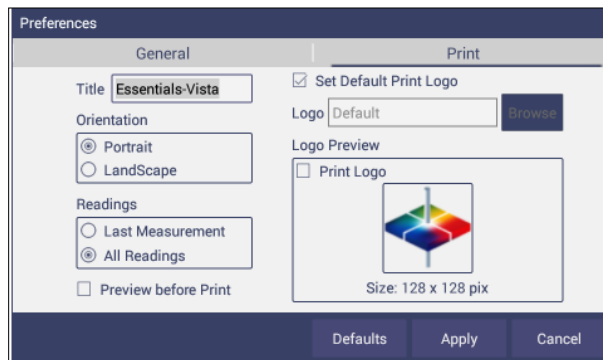 Preferences
General
Print
Title Essentials-Vista
Orientation
Portrait
LandScape
Readings
Last Measurement
All Readings
Preview before Print
Set Default Print Logo
Logo Default Browse
Logo Preview
Print Logo
Size: 128 x 128 pix
Defaults Apply Cancel